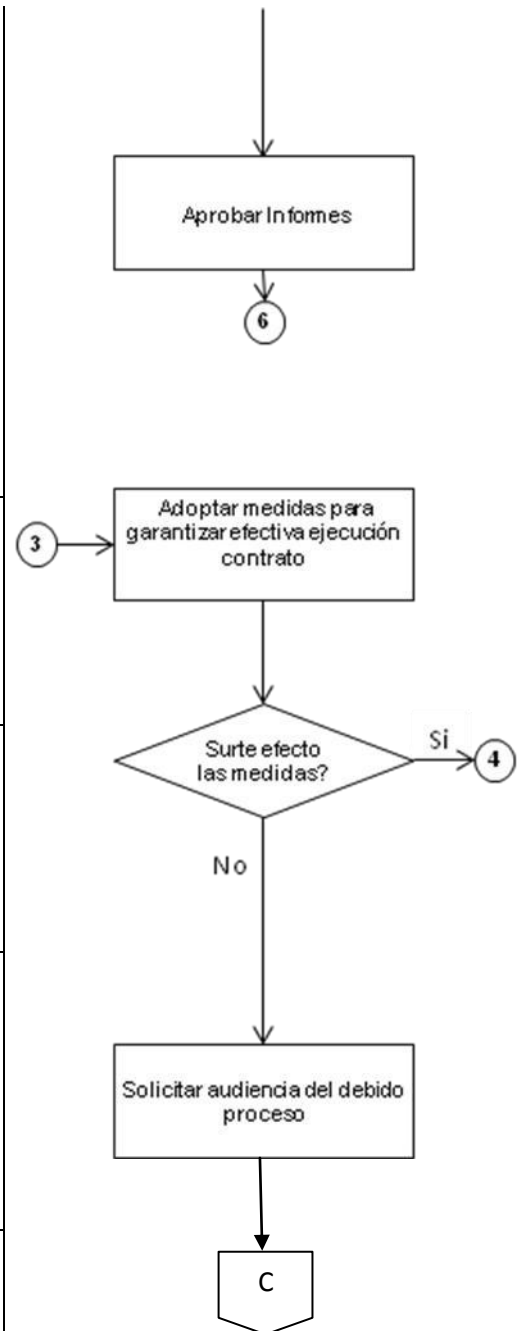 Aprobar Informes
6
Adoptar medidas para
garantizar efectiva ejecución
contrato
3
Surte efecto
las medidas?
Si
4
No
Solicitar audiencia del debido
proceso
C